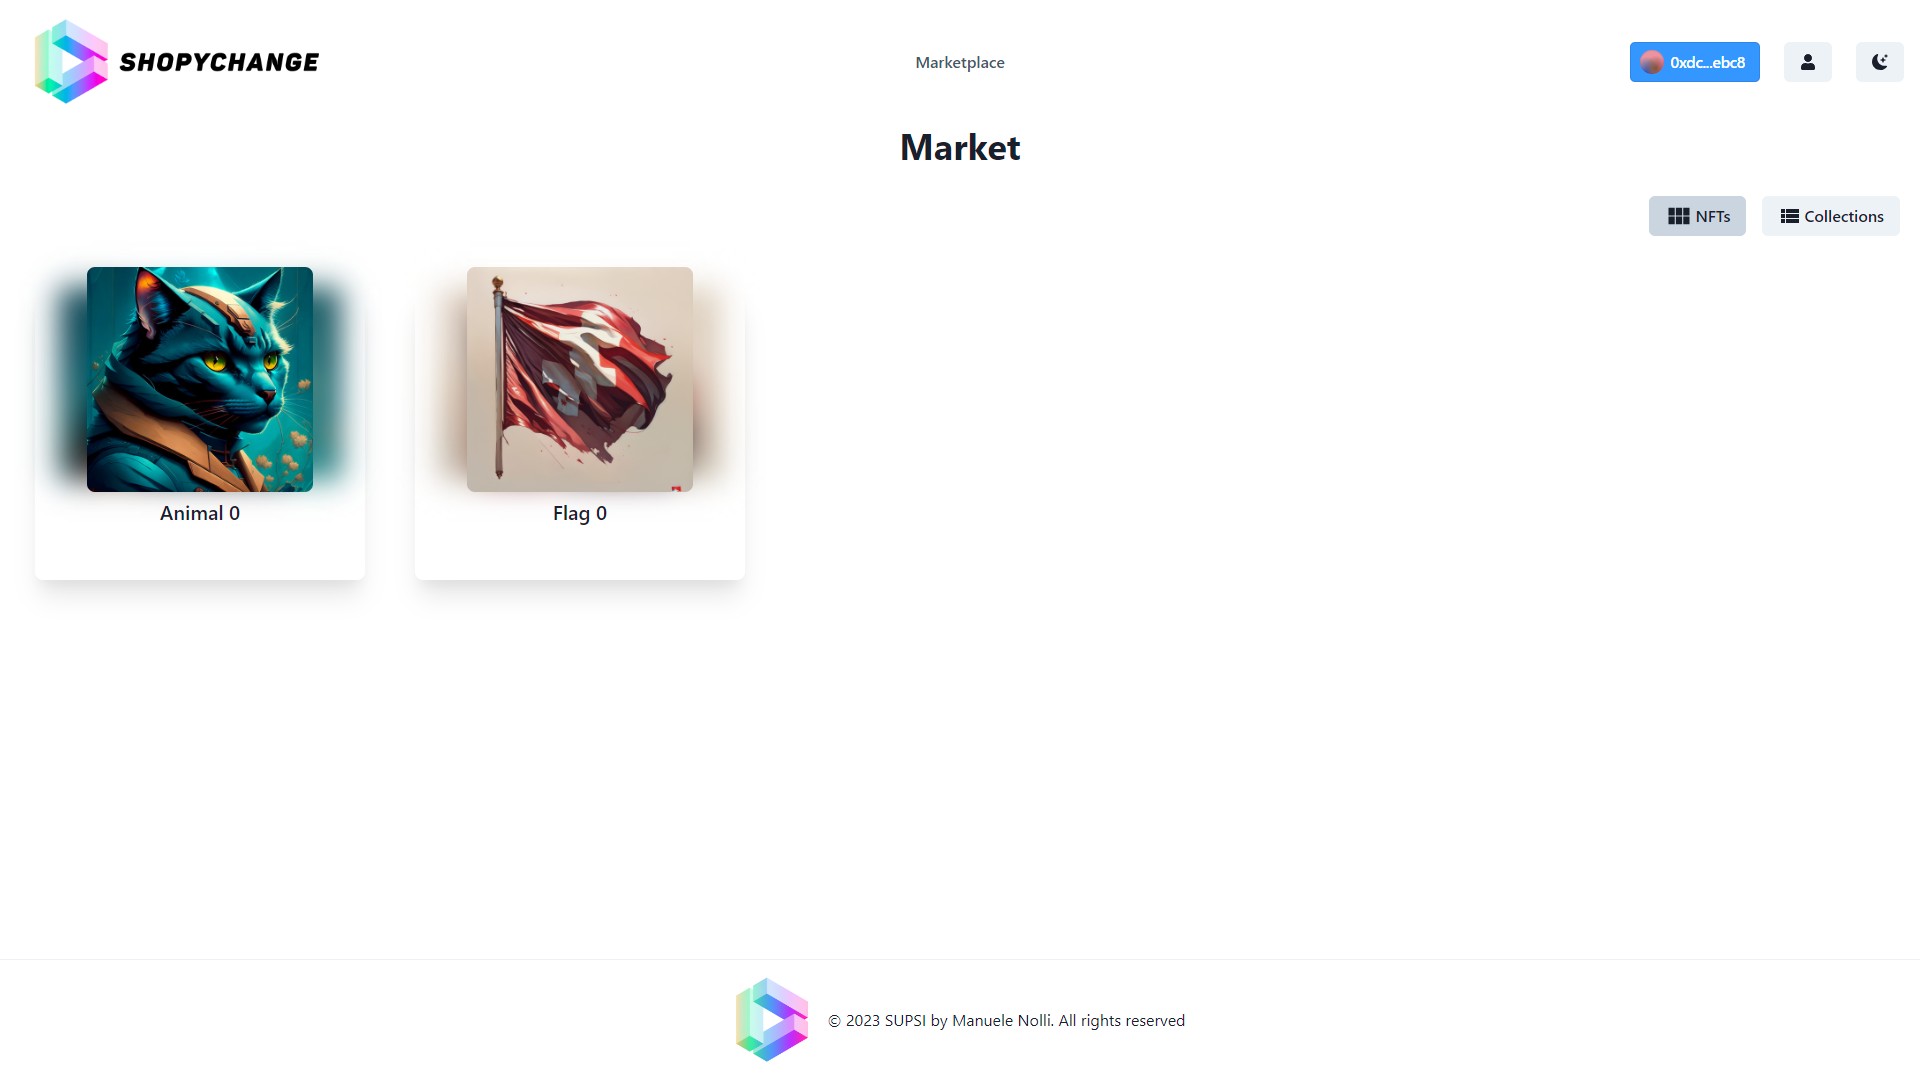 SHOPYCHANGE
Marketplace
0xdc...ebc8
Market
NFTs
Collections
Animal 0
Flag 0
© 2023 SUPSI by Manuele Nolli. All rights reserved